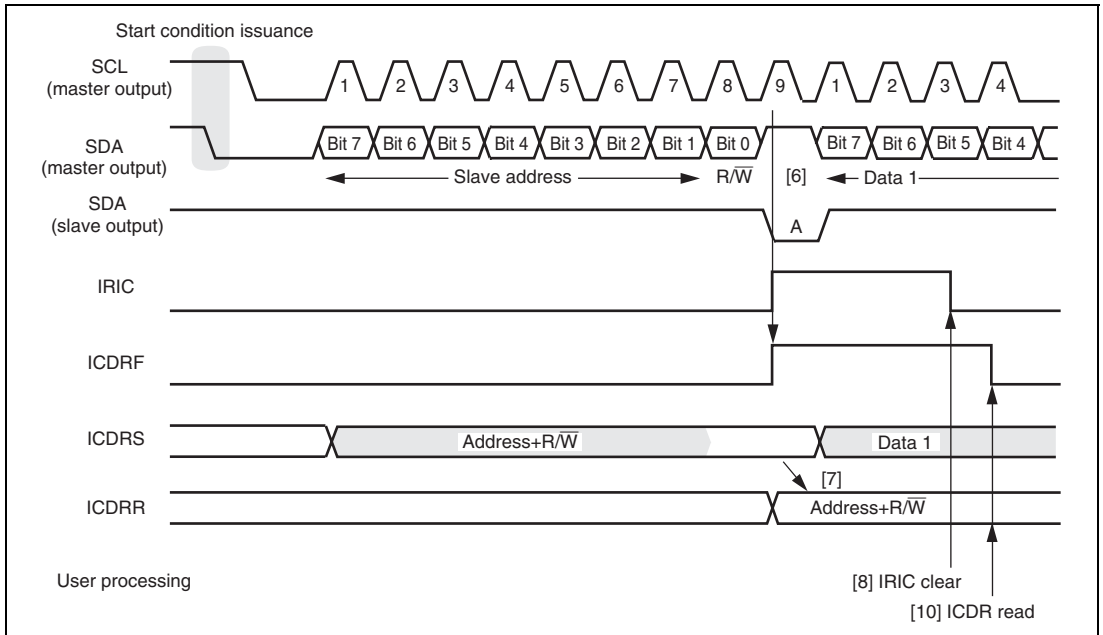 Start condition issuance
SCL
(master output)
1 2 3 4 5 6 7 8 9 1 2 3 4
SDA
(master output)
Bit 7 Bit 6 Bit 5 Bit 4 Bit 3 Bit 2 Bit 1 Bit 0 Bit 7 Bit 6 Bit 5 Bit 4
Slave address R/W̅ [6] Data 1
SDA
(slave output)
A
IRIC
ICDRF
ICDRS
Address+R/W̅ Data 1
[7]
ICDRR
Address+R/W̅
User processing
[8] IRIC clear
[10] ICDR read